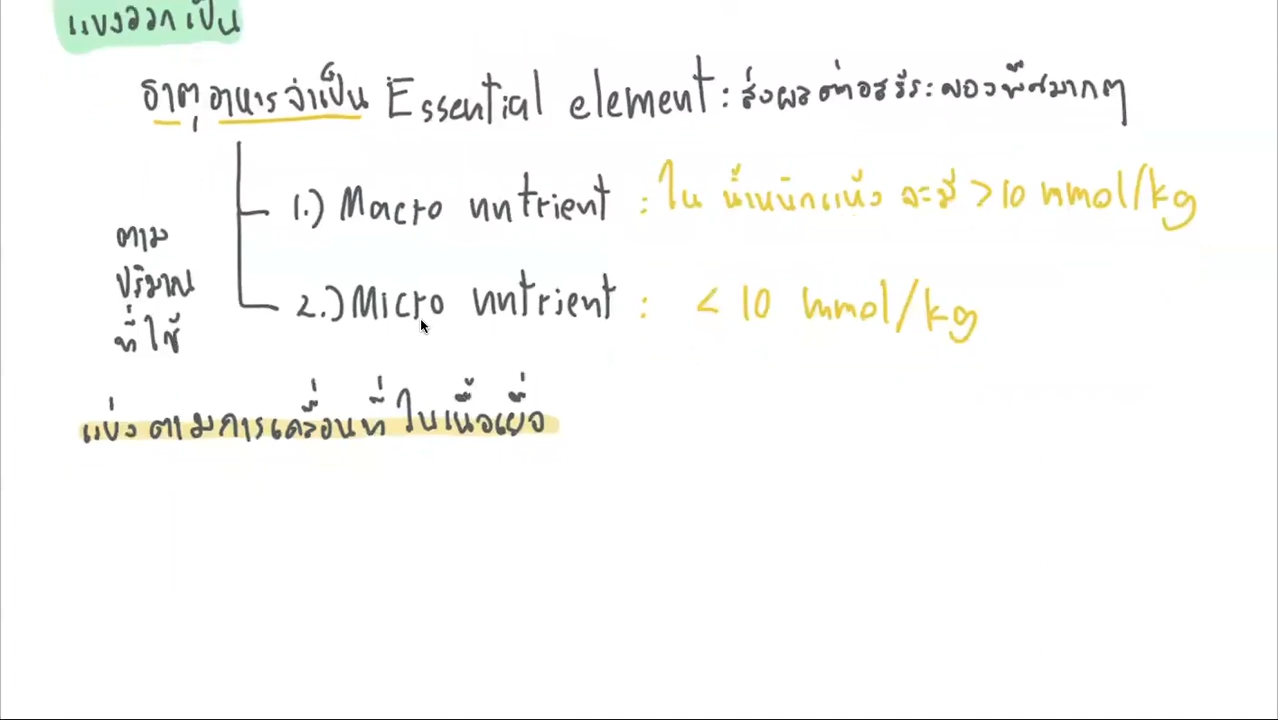 แบ่งออกเป็น
ธาตุอาหารจำเป็น Essential element : ส่งผลต่อสรีระของพืชมากๆ
1.) Macro nutrient : ใน น้ำหนักแห้ง จะมี > 10 mmol/kg
ตาม
ปริมาณ
ที่ใช้
2.) Micro nutrient : < 10 mmol/kg
แบ่งตามการเคลื่อนที่ในเนื้อเยื่อ